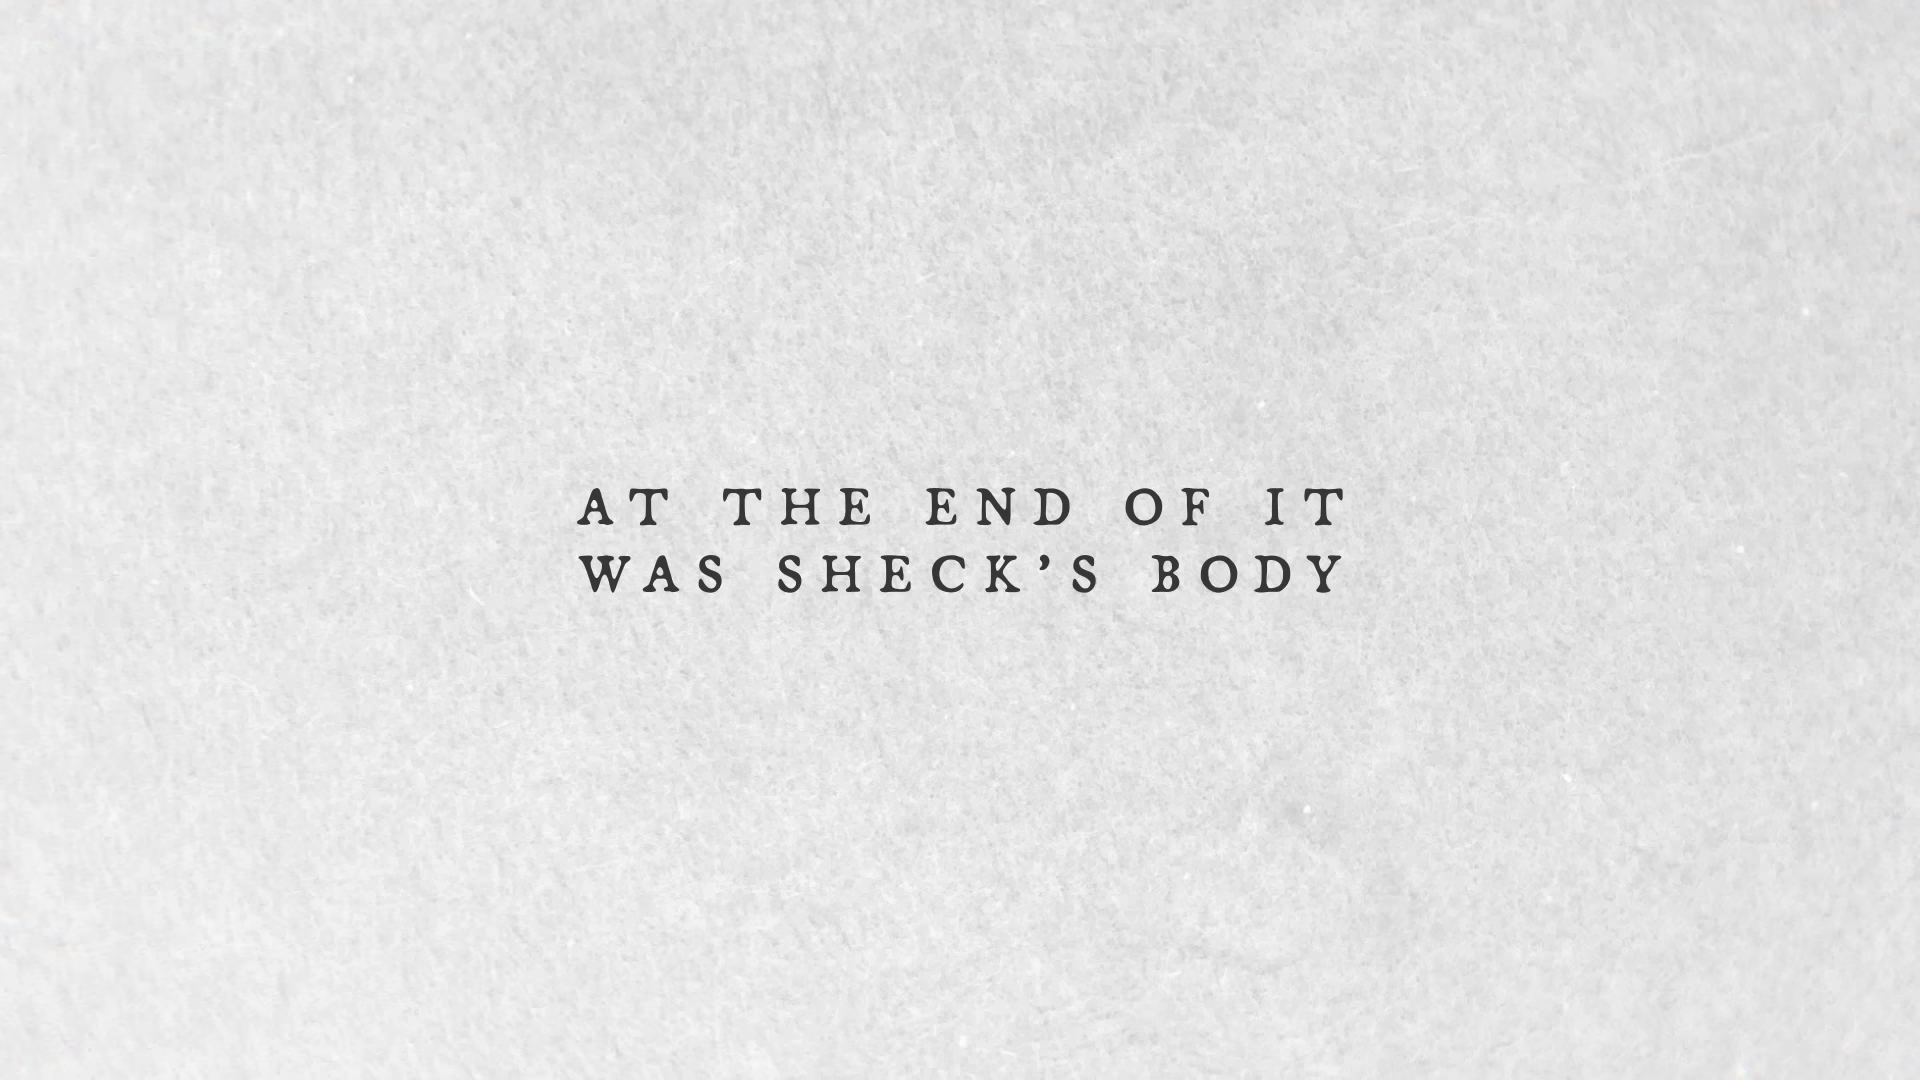 AT THE END OF IT
WAS SHECK’S BODY